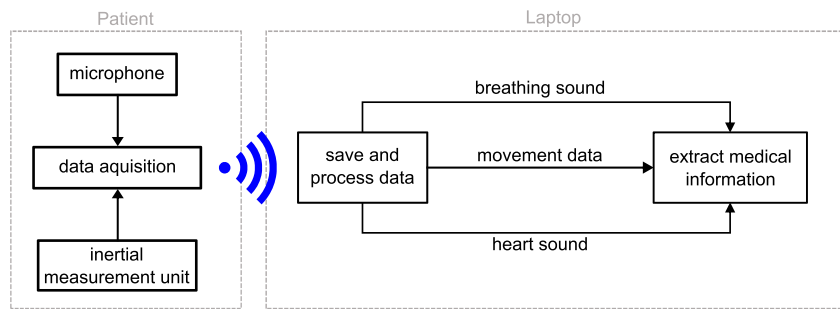 Patient
Laptop
microphone
data aquisition
inertial
measurement unit
breathing sound
save and
process data
movement data
extract medical
information
heart sound